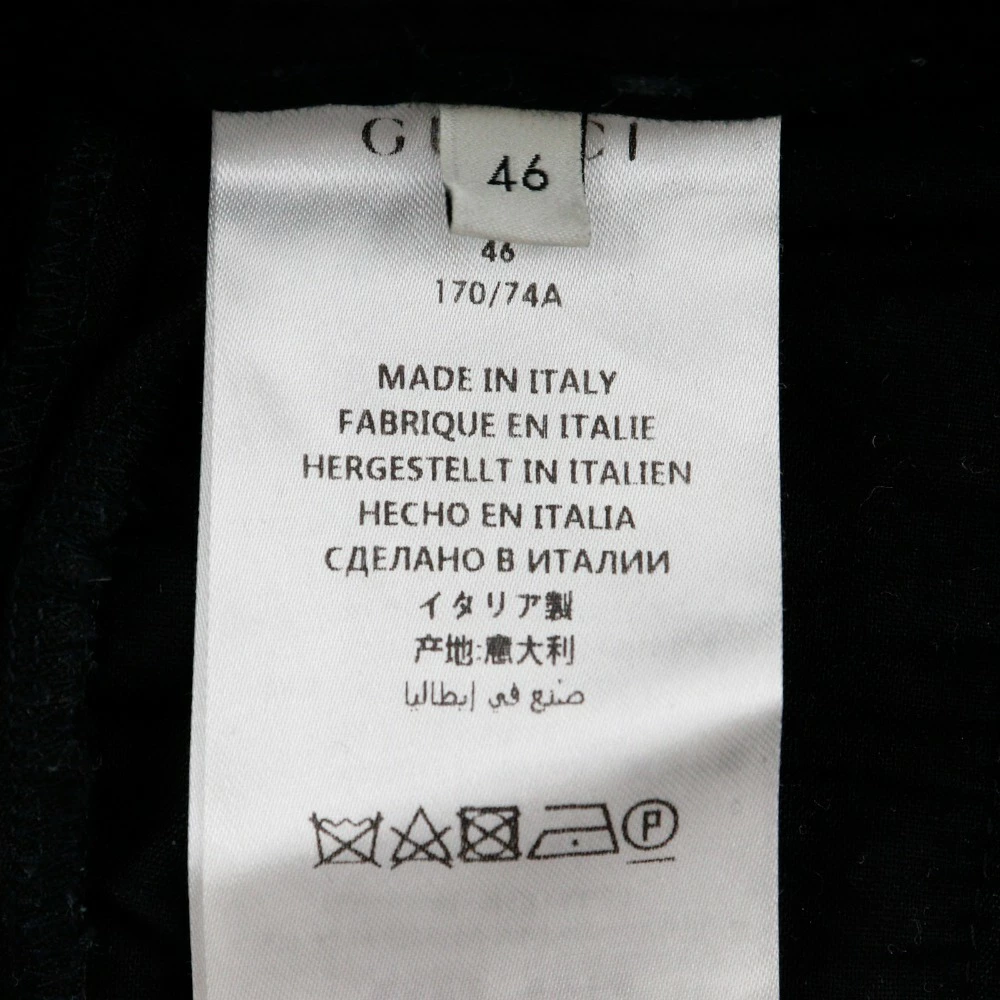 GUCCI
46
46
170/74A
MADE IN ITALY
FABRIQUE EN ITALIE
HERGESTELLT IN ITALIEN
HECHO EN ITALIA
СДЕЛАНО В ИТАЛИИ
イタリア製
产地:意大利
صنع في إيطاليا
P